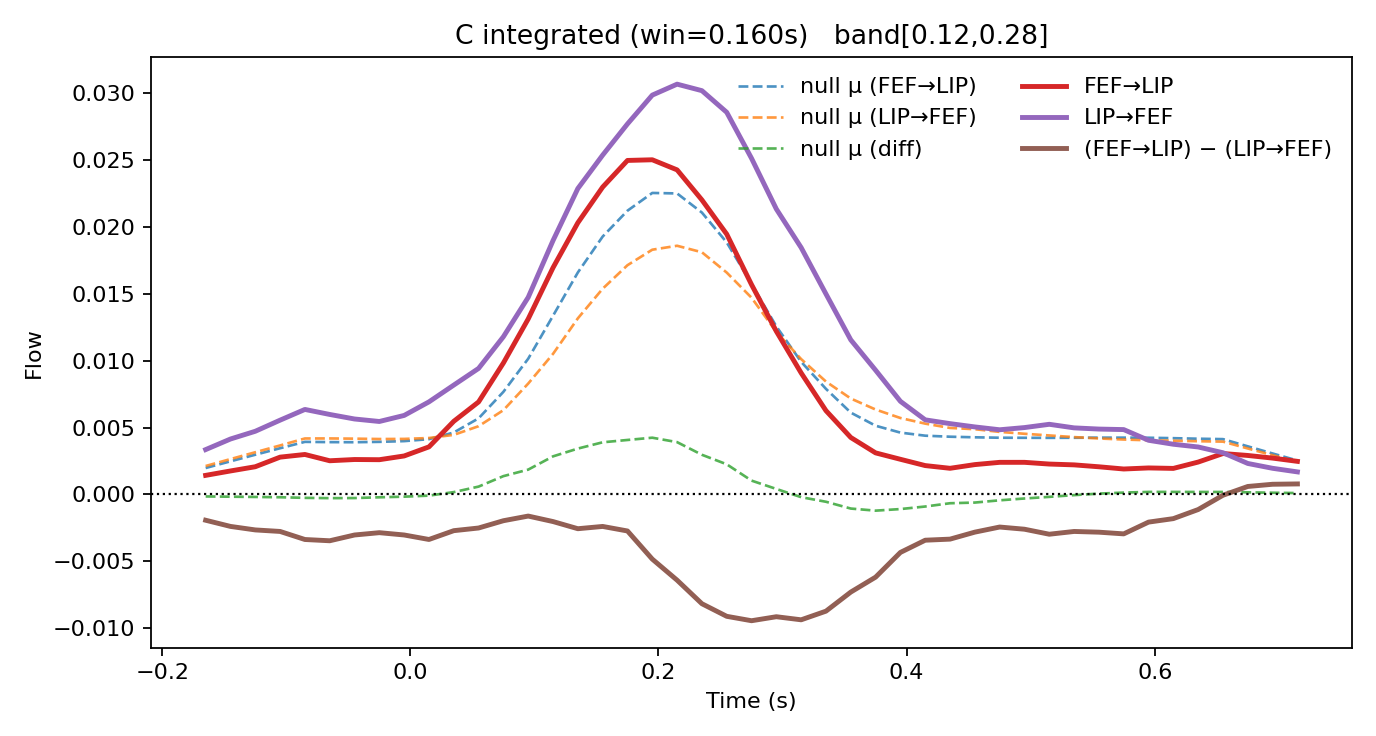 C integrated (win=0.160s)   band[0.12,0.28]
null μ (FEF→LIP)
null μ (LIP→FEF)
null μ (diff)
FEF→LIP
LIP→FEF
(FEF→LIP) − (LIP→FEF)
Flow
0.030
0.025
0.020
0.015
0.010
0.005
0.000
−0.005
−0.010
−0.2
0.0
0.2
0.4
0.6
Time (s)